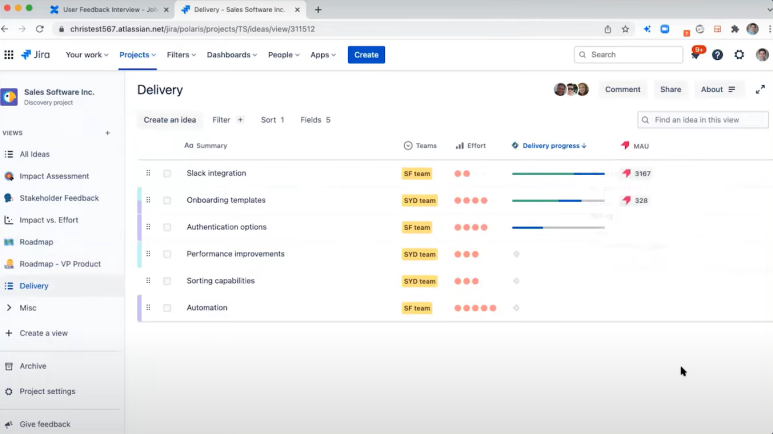 User Feedback Interview - Jo
Delivery - Sales Software Inc.
christest567.atlassian.net/jira/polaris/projects/TS/ideas/view/311512
Jira
Your work
Projects
Filters
Dashboards
People
Apps
Create
Search
9+
Sales Software Inc.
Discovery project
VIEWS
All Ideas
Impact Assessment
Stakeholder Feedback
Impact vs. Effort
Roadmap
Roadmap - VP Product
Delivery
Misc
Create a view
Archive
Project settings
Give feedback
Delivery
Comment
Share
About
Create an idea
Filter +
Sort 1
Fields 5
Find an idea in this view
Aa Summary
Teams
Effort
Delivery progress ↓
MAU
Slack integration
SF team
3167
Onboarding templates
SYD team
328
Authentication options
SF team
Performance improvements
SYD team
Sorting capabilities
SYD team
Automation
SF team